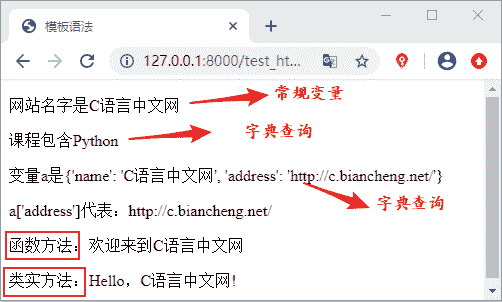 模板语法
127.0.0.1:8000/test_ht...
网站名字是C语言中文网
常规变量
课程包含Python
字典查询
变量a是{'name': 'C语言中文网', 'address': 'http://c.biancheng.net/'}
字典查询
a['address']代表：http://c.biancheng.net/
函数方法：欢迎来到C语言中文网
类实方法：Hello，C语言中文网!